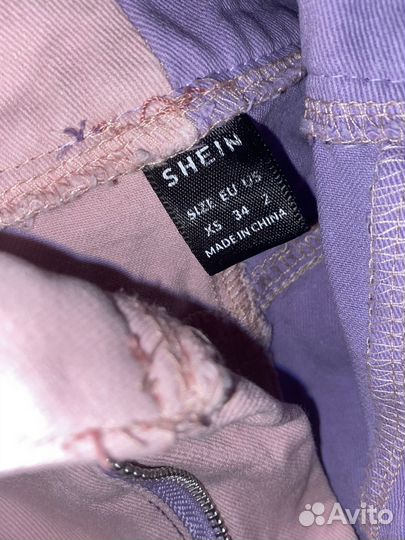 SHEIN
SIZE EU US
XS 34 2
MADE IN CHINA
Avito